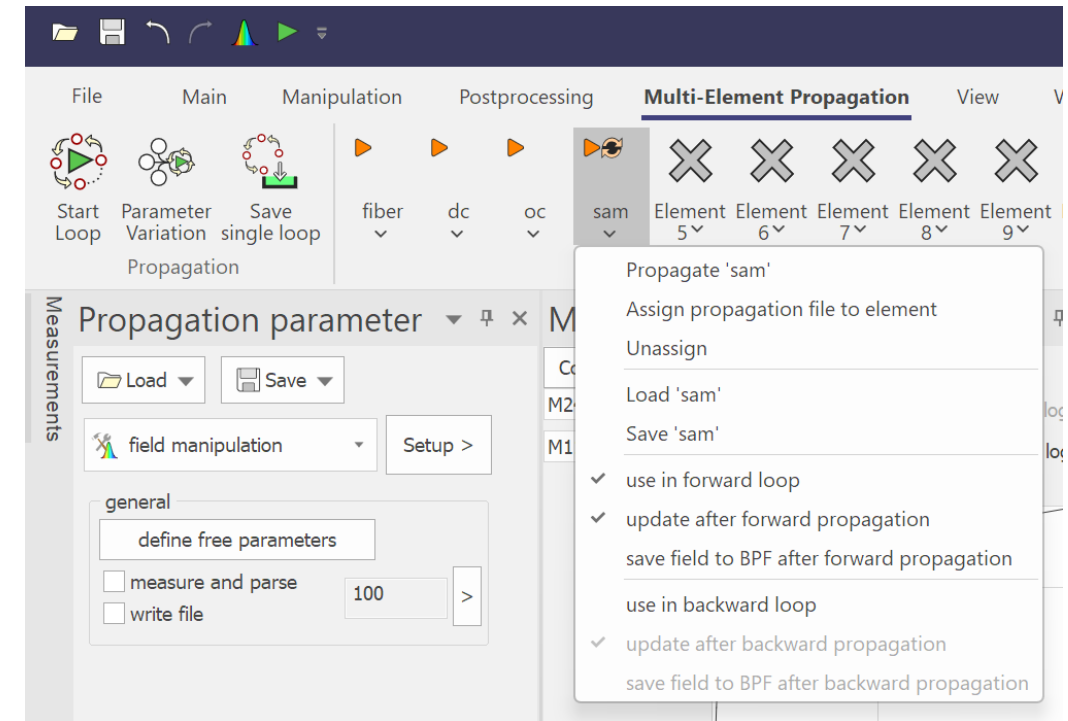 File Main Manipulation Postprocessing Multi-Element Propagation View
Start Loop
Parameter Variation
Save single loop
Propagation
fiber
dc
oc
sam
Element 5
Element 6
Element 7
Element 8
Element 9
Measurements
Propagation parameter
Load
Save
field manipulation
Setup >
general
define free parameters
measure and parse
write file
100
>
M1
Propagate 'sam'
Assign propagation file to element
Unassign
Load 'sam'
Save 'sam'
use in forward loop
update after forward propagation
save field to BPF after forward propagation
use in backward loop
update after backward propagation
save field to BPF after backward propagation